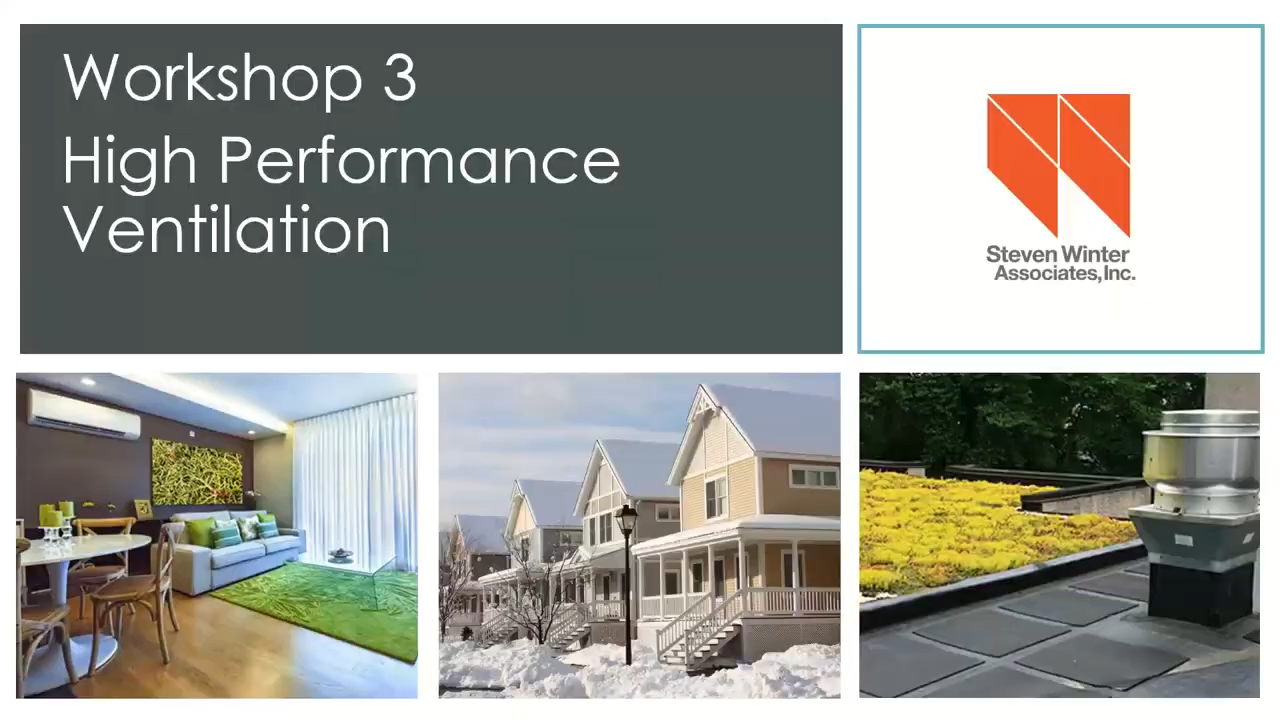 Workshop 3
High Performance
Ventilation
Steven Winter
Associates, Inc.